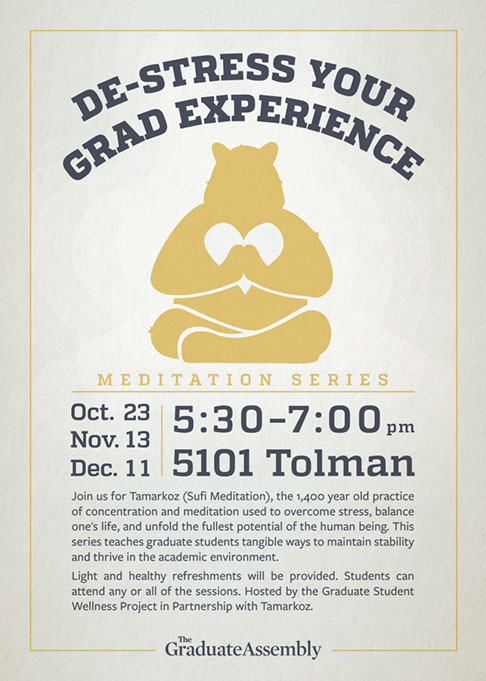 DE-STRESS YOUR
GRAD EXPERIENCE
MEDITATION SERIES
Oct. 23
Nov. 13
Dec. 11
5:30–7:00 pm
5101 Tolman
Join us for Tamarkoz (Sufi Meditation), the 1,400 year old practice
of concentration and meditation used to overcome stress, balance
one's life, and unfold the fullest potential of the human being. This
series teaches graduate students tangible ways to maintain stability
and thrive in the academic environment.
Light and healthy refreshments will be provided. Students can
attend any or all of the sessions. Hosted by the Graduate Student
Wellness Project in Partnership with Tamarkoz.
The
GraduateAssembly